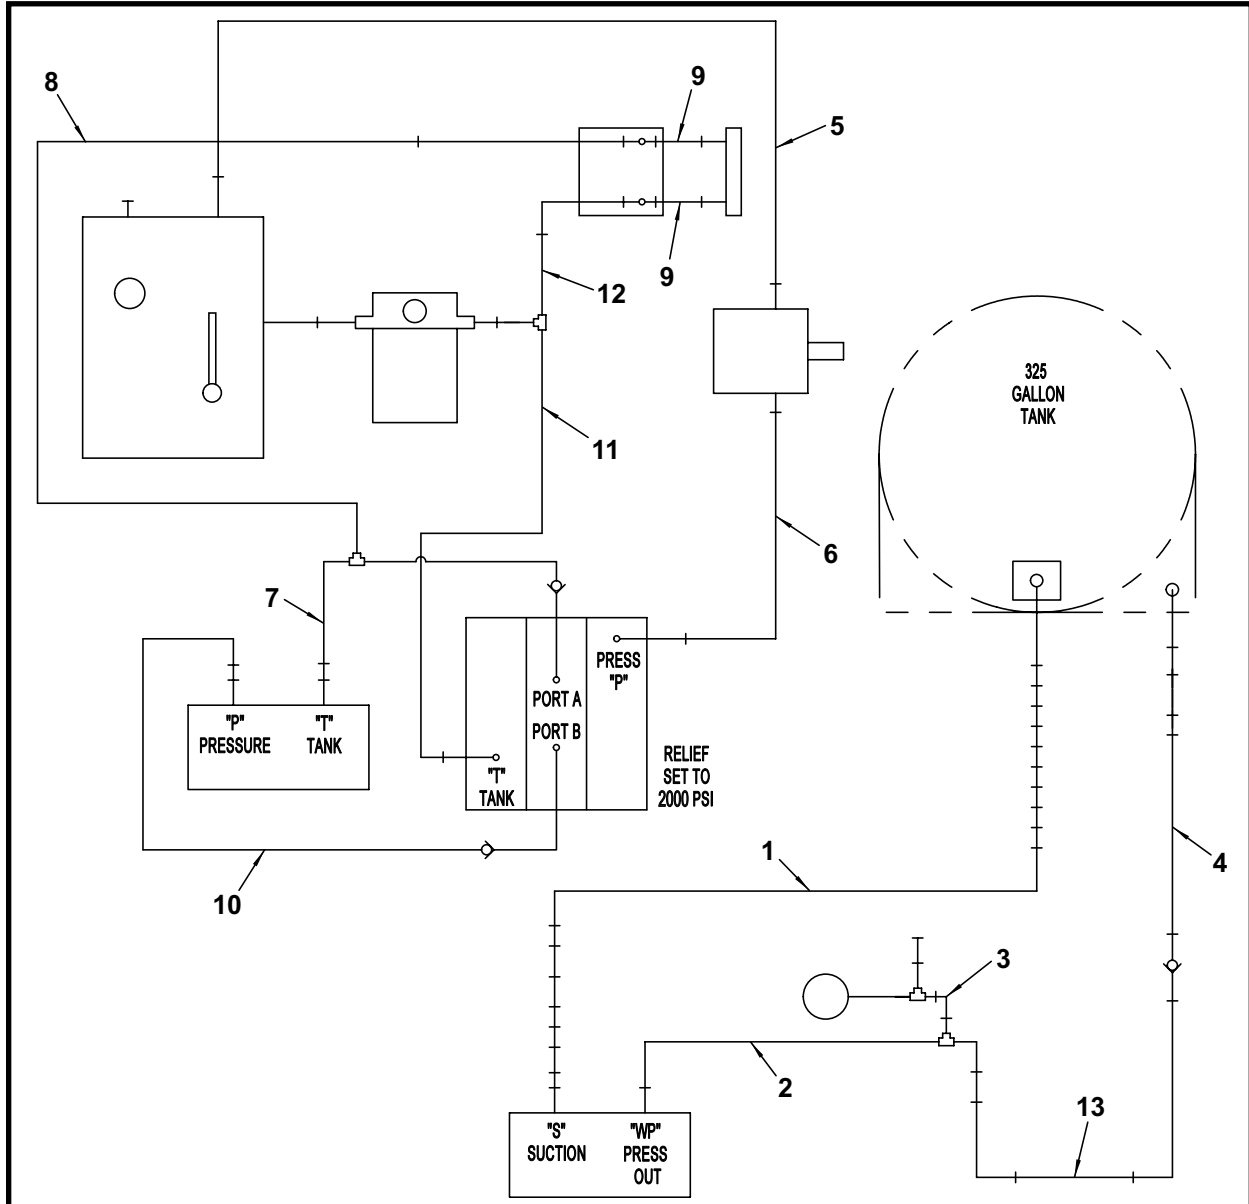 8
9
5
9
12
325
GALLON
TANK
11
6
7
PRESS
"P"
PORT A
PORT B
"P"
PRESSURE
"T"
TANK
"T"
TANK
RELIEF
SET TO
2000 PSI
1
4
10
3
2
13
"S"
SUCTION
"WP"
PRESS
OUT